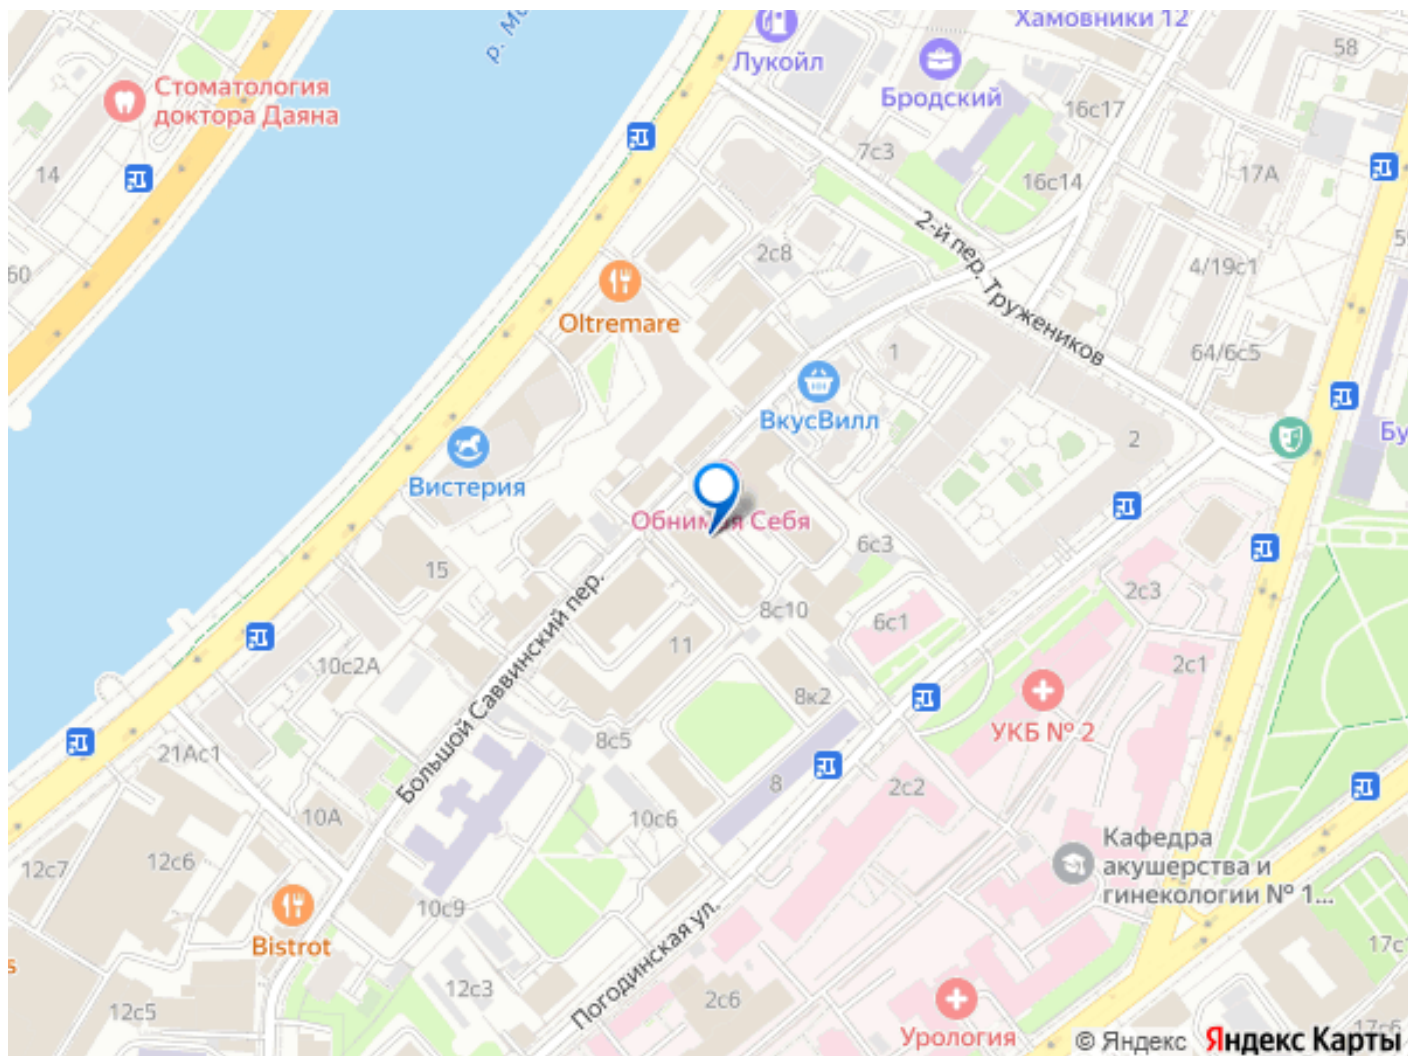 р. Мо
Хамовники 12
Лукойл
58
Стоматология
доктора Даяна
Бродский
16с17
7с3
14
17А
16с14
2-й пер. Тружеников
2с8
60
4/19с1
Oltremare
1
64/6с5
ВкусВилл
2
Бу
Вистерия
Обнимая Себя
6с3
15
2с3
8с10
6с1
Большой Саввинский пер.
11
10с2А
2с1
8к2
УКБ № 2
21Ас1
8с5
8
2с2
10А
10с6
Кафедра
акушерства и
гинекологии № 1...
12с7
12с6
10с9
Bistrot
Погодинская ул.
s
12с3
2с6
12с5
Урология
© Яндекс
Яндекс Карты